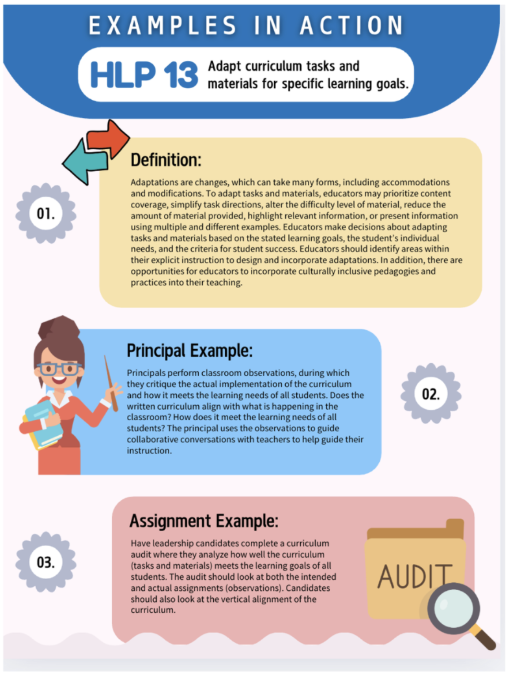 EXAMPLES IN ACTION
HLP 13
Adapt curriculum tasks and
materials for specific learning goals.
01.
Definition:
Adaptations are changes, which can take many forms, including accommodations
and modifications. To adapt tasks and materials, educators may prioritize content
coverage, simplify task directions, alter the difficulty level of material, reduce the
amount of material provided, highlight relevant information, or present information
using multiple and different examples. Educators make decisions about adapting
tasks and materials based on the stated learning goals, the student's individual
needs, and the criteria for student success. Educators should identify areas within
their explicit instruction to design and incorporate adaptations. In addition, there are
opportunities for educators to incorporate culturally inclusive pedagogies and
practices into their teaching.
Principal Example:
Principals perform classroom observations, during which
they critique the actual implementation of the curriculum
and how it meets the learning needs of all students. Does the
written curriculum align with what is happening in the
classroom? How does it meet the learning needs of all
students? The principal uses the observations to guide
collaborative conversations with teachers to help guide their
instruction.
02.
03.
Assignment Example:
Have leadership candidates complete a curriculum
audit where they analyze how well the curriculum
(tasks and materials) meets the learning goals of all
students. The audit should look at both the intended
and actual assignments (observations). Candidates
should also look at the vertical alignment of the
curriculum.
AUDIT